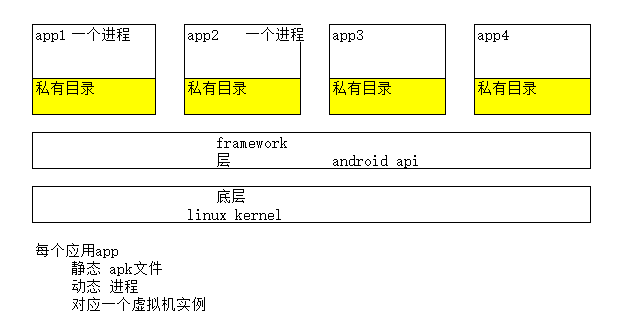 app1 一个进程 app2 一个进程 app3 app4
私有目录 私有目录 私有目录 私有目录
framework
层 android api
底层
linux kernel
每个应用app
静态 apk文件
动态 进程
对应一个虚拟机实例